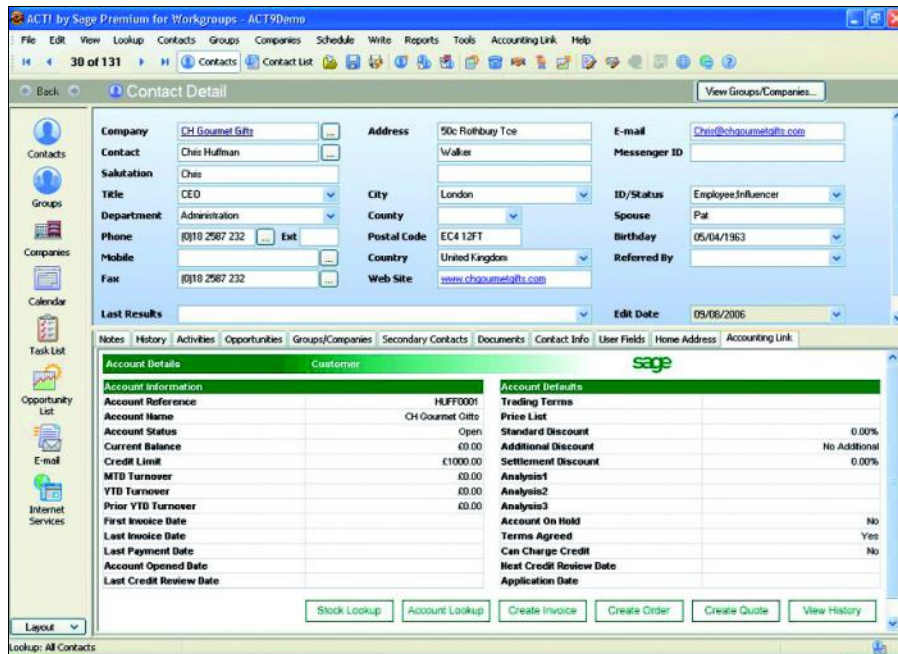 ACT! by Sage Premium for Workgroups - ACT9Demo
File Edit View Lookup Contacts Groups Companies Schedule Write Reports Tools Accounting Link Help
30 of 131 Contacts Contact List
Back Contact Detail View Groups/Companies...
Contacts
Groups
Companies
Calendar
Task List
Opportunity List
E-mail
Internet Services
Layout
Company CH Gourmet Gifts ... Address 50c Rothbury Tce E-mail Chris@chgourmetgifts.com
Contact Chris Huffman ... Walker Messenger ID
Salutation Chris
Title CEO City London ID/Status Employee;Influencer
Department Administration County Spouse Pat
Phone (0)18 2587 232 ... Ext Postal Code EC4 12FT Birthday 05/04/1963
Mobile ... Country United Kingdom Referred By
Fax (0)18 2587 232 ... Web Site www.chgourmetgifts.com
Last Results Edit Date 09/08/2006
Notes History Activities Opportunities Groups/Companies Secondary Contacts Documents Contact Info User Fields Home Address Accounting Link
Account Details Customer sage
Account Information Account Defaults
Account Reference HUFF0001 Trading Terms
Account Name CH Gourmet Gifts Price List
Account Status Open Standard Discount 0.00%
Current Balance £0.00 Additional Discount No Additional
Credit Limit £1000.00 Settlement Discount 0.00%
MTD Turnover £0.00 Analysis1
YTD Turnover £0.00 Analysis2
Prior YTD Turnover £0.00 Analysis3
First Invoice Date Account On Hold No
Last Invoice Date Terms Agreed Yes
Last Payment Date Can Charge Credit No
Account Opened Date Next Credit Review Date
Last Credit Review Date Application Date
Stock Lookup Account Lookup Create Invoice Create Order Create Quote View History
Lookup: All Contacts